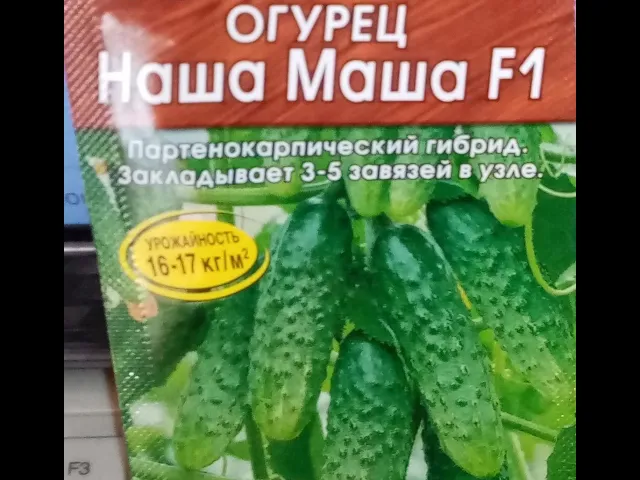 ОГУРЕЦ
Наша Маша F1
Партенокарпический гибрид.
Закладывает 3-5 завязей в узле.
УРОЖАЙНОСТЬ
16-17 кг/м²
F3